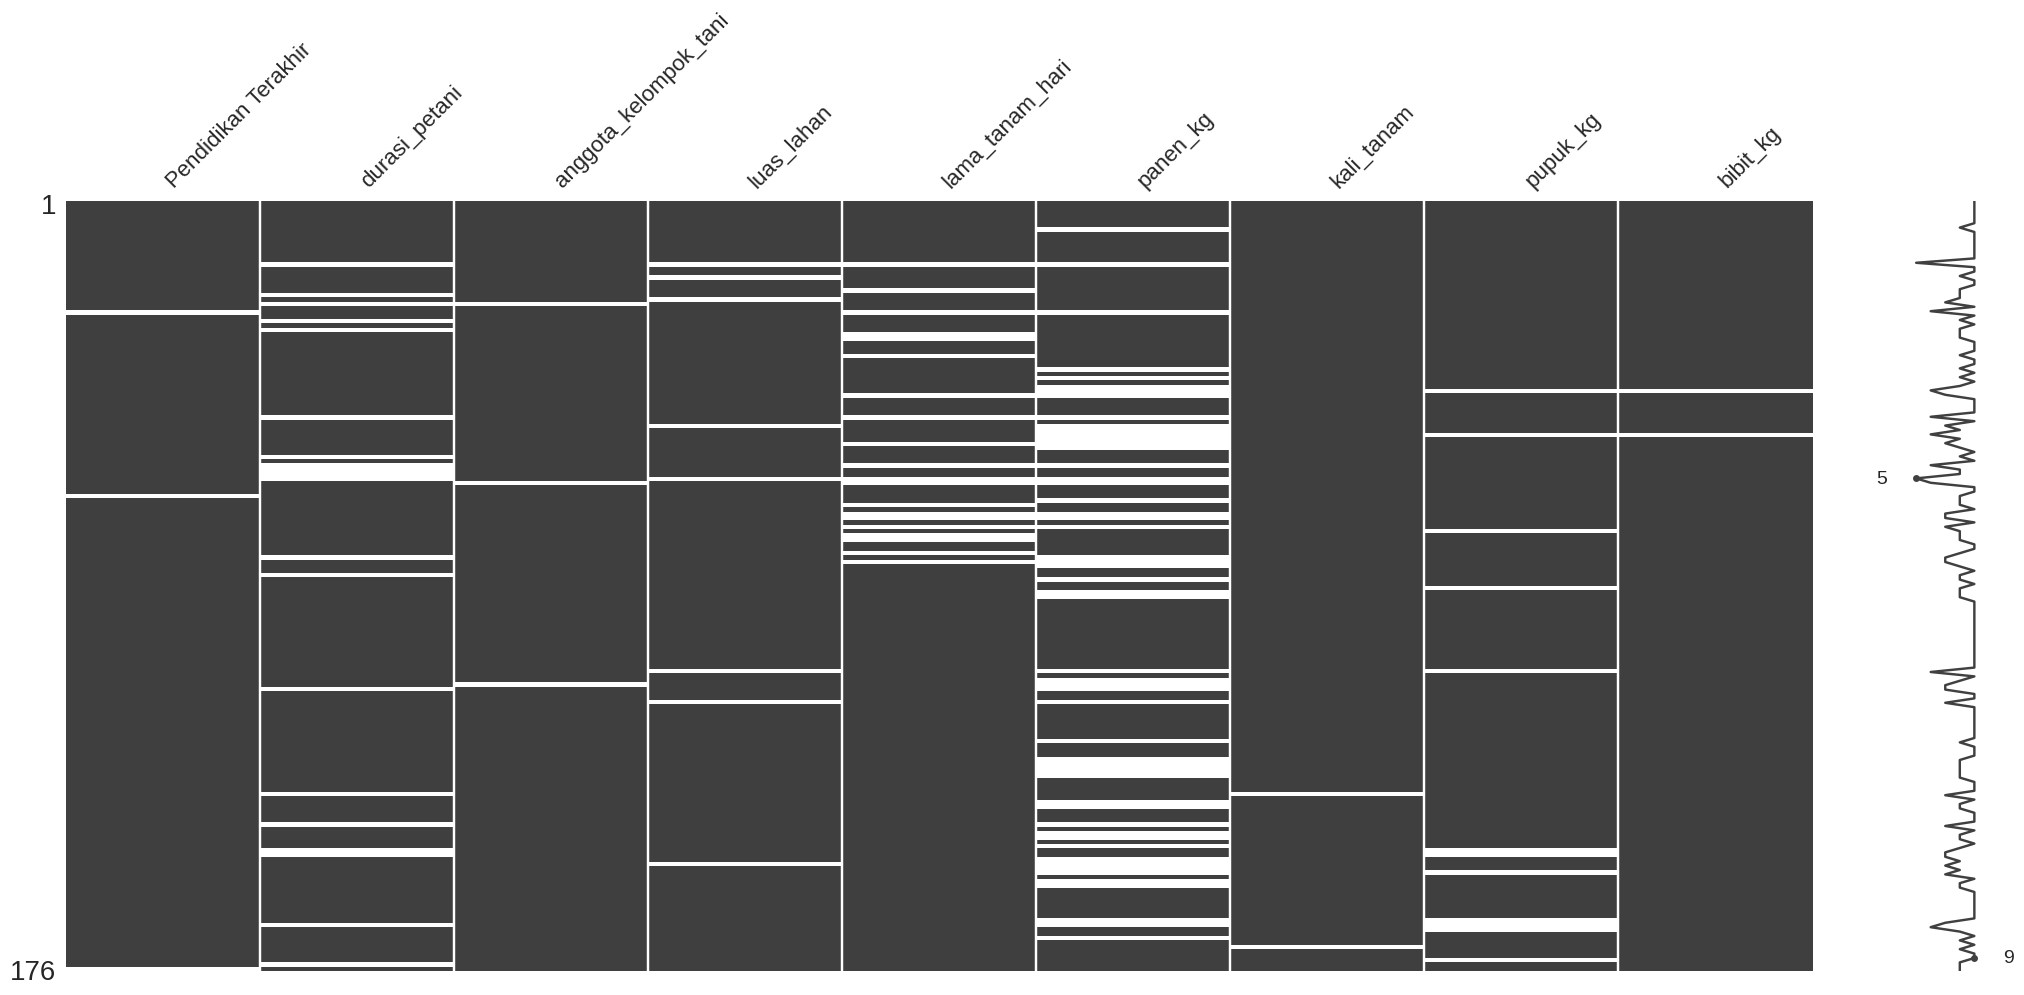 Pendidikan Terakhir
durasi_petani
anggota_kelompok_tani
luas_lahan
lama_tanam_hari
panen_kg
kali_tanam
pupuk_kg
bibit_kg
1
5
9
176